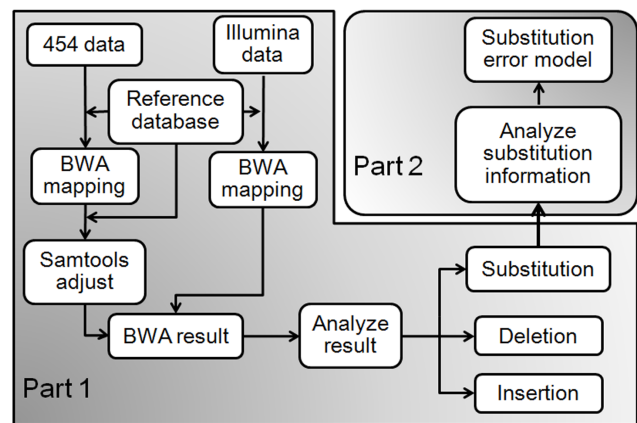 454 data
Illumina
data
Reference
database
BWA
mapping
BWA
mapping
Samtools
adjust
BWA result
Analyze
result
Substitution
Deletion
Insertion
Part 1
Substitution
error model
Analyze
substitution
information
Part 2